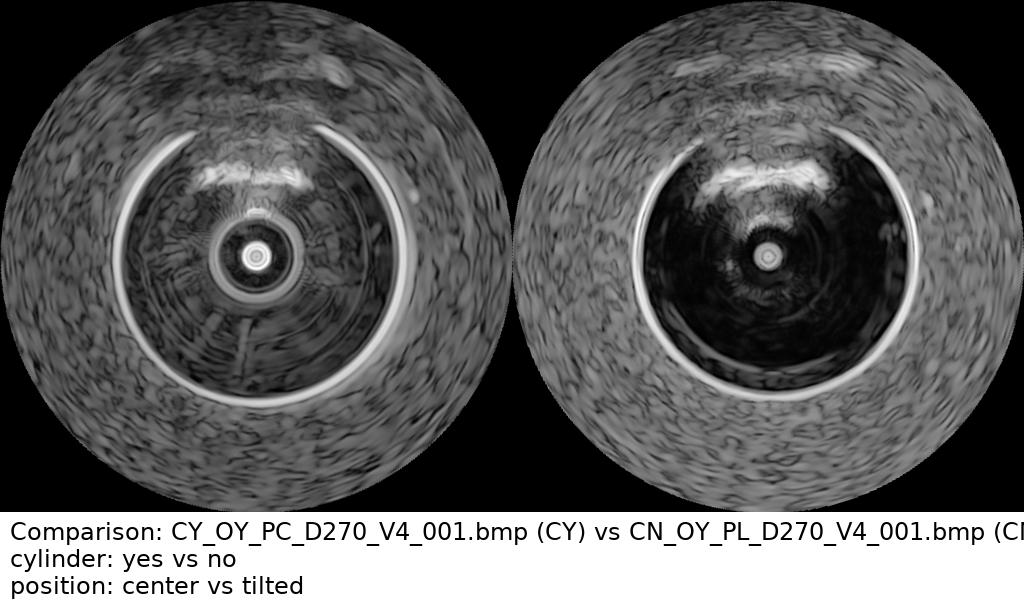 Comparison: CY_OY_PC_D270_V4_001.bmp (CY) vs CN_OY_PL_D270_V4_001.bmp
cylinder: yes vs no
position: center vs tilted